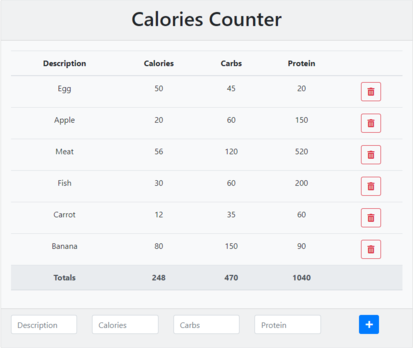 Calories Counter
Description Calories Carbs Protein
Egg 50 45 20
Apple 20 60 150
Meat 56 120 520
Fish 30 60 200
Carrot 12 35 60
Banana 80 150 90
Totals 248 470 1040
Description Calories Carbs Protein